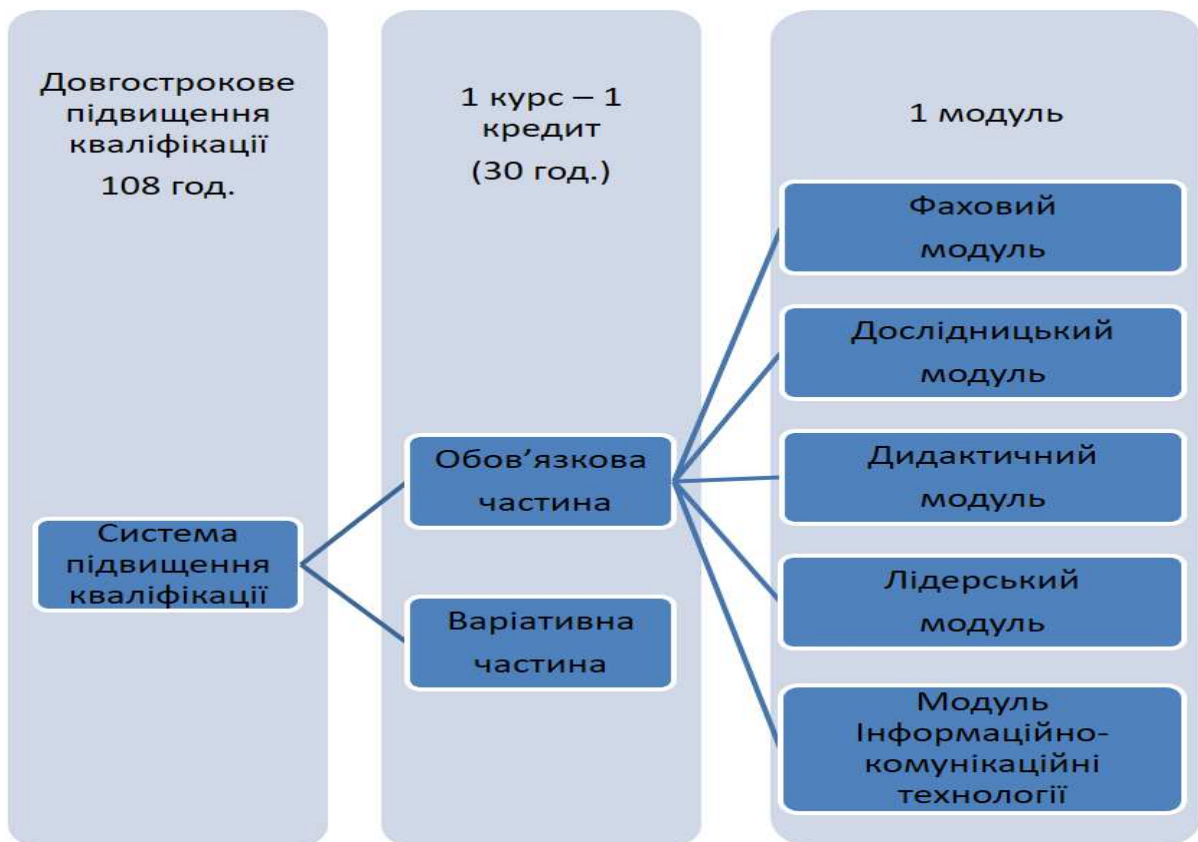 Довгострокове
підвищення
кваліфікації
108 год.
1 курс – 1
кредит
(30 год.)
1 модуль
Система
підвищення
кваліфікації
Обов’язкова
частина
Варіативна
частина
Фаховий
модуль
Дослідницький
модуль
Дидактичний
модуль
Лідерський
модуль
Модуль
Інформаційно-
комунікаційні
технології